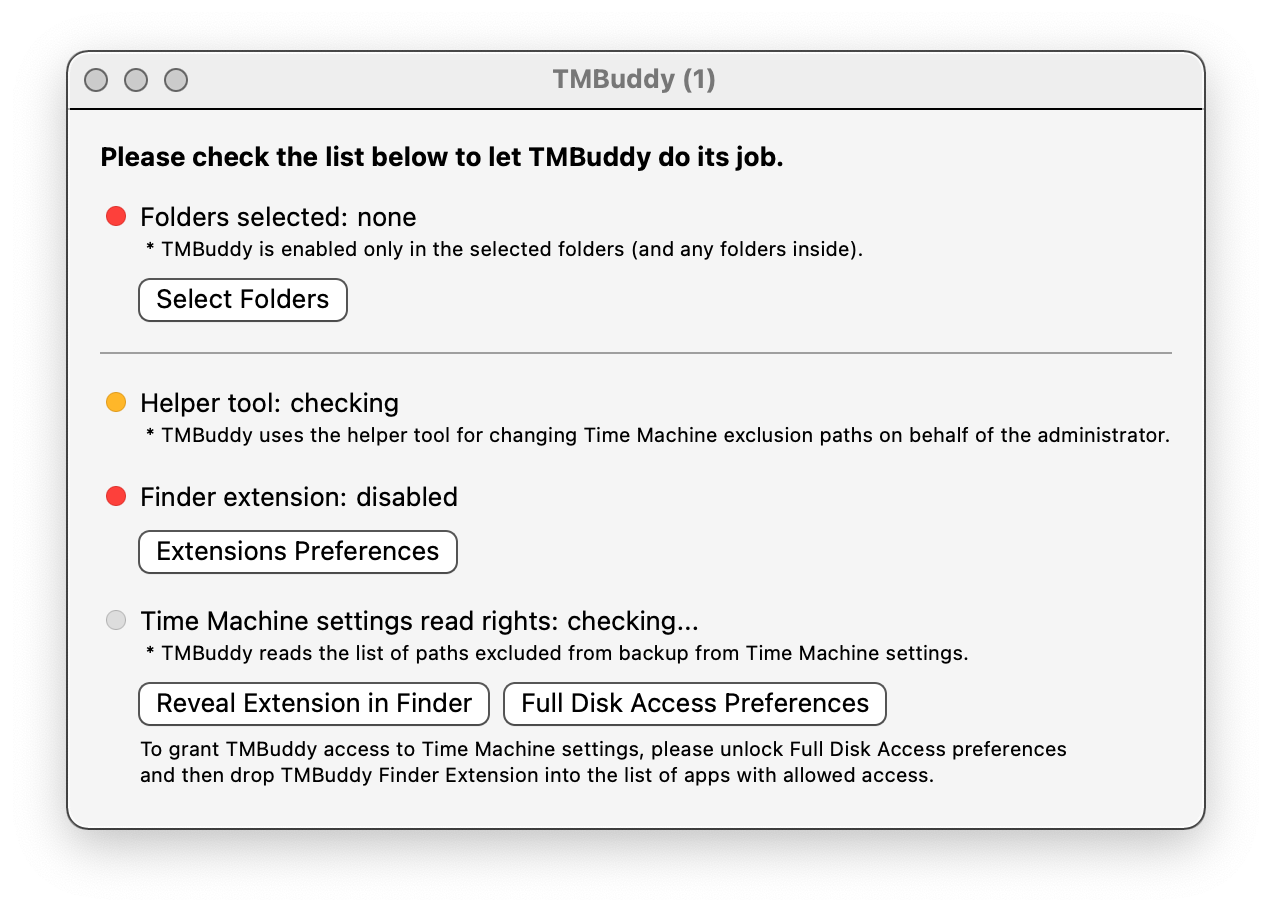 TMBuddy (1)
Please check the list below to let TMBuddy do its job.
Folders selected: none
* TMBuddy is enabled only in the selected folders (and any folders inside).
Select Folders
Helper tool: checking
* TMBuddy uses the helper tool for changing Time Machine exclusion paths on behalf of the administrator.
Finder extension: disabled
Extensions Preferences
Time Machine settings read rights: checking...
* TMBuddy reads the list of paths excluded from backup from Time Machine settings.
Reveal Extension in Finder
Full Disk Access Preferences
To grant TMBuddy access to Time Machine settings, please unlock Full Disk Access preferences
and then drop TMBuddy Finder Extension into the list of apps with allowed access.